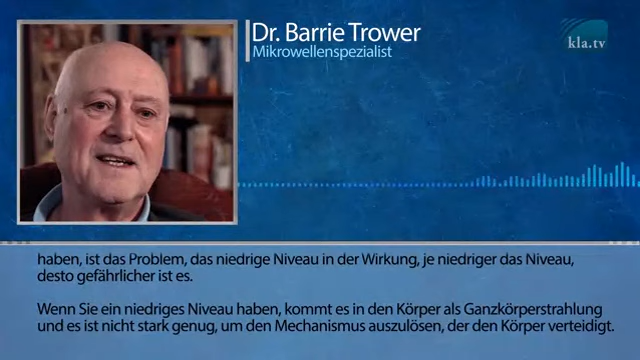 Dr. Barrie Trower
Mikrowellenspezialist
kla.tv
haben, ist das Problem, das niedrige Niveau in der Wirkung, je niedriger das Niveau,
desto gefährlicher ist es.
Wenn Sie ein niedriges Niveau haben, kommt es in den Körper als Ganzkörperstrahlung
und es ist nicht stark genug, um den Mechanismus auszulösen, der den Körper verteidigt.